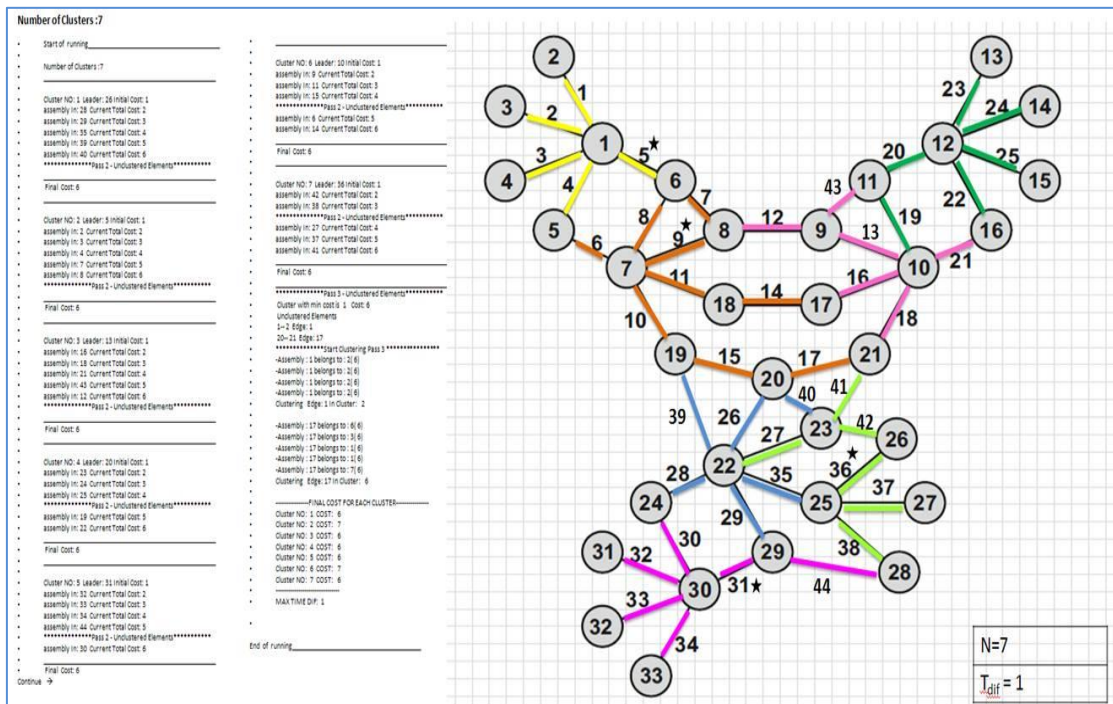 Number of Clusters :7
Start of running
Number of Clusters :7
Cluster NO: 1 Leader: 26 Initial Cost: 1
assembly in: 28 Current Total Cost: 2
assembly in: 29 Current Total Cost: 3
assembly in: 35 Current Total Cost: 4
assembly in: 39 Current Total Cost: 5
assembly in: 40 Current Total Cost: 6
**************Pass 2 - Unclustered Elements**********
Final Cost: 6
Cluster NO: 2 Leader: 5 Initial Cost: 1
assembly in: 2 Current Total Cost: 2
assembly in: 3 Current Total Cost: 3
assembly in: 4 Current Total Cost: 4
assembly in: 7 Current Total Cost: 5
assembly in: 8 Current Total Cost: 6
**************Pass 2 - Unclustered Elements**********
Final Cost: 6
Cluster NO: 3 Leader: 13 Initial Cost: 1
assembly in: 16 Current Total Cost: 2
assembly in: 18 Current Total Cost: 3
assembly in: 21 Current Total Cost: 4
assembly in: 43 Current Total Cost: 5
assembly in: 12 Current Total Cost: 6
**************Pass 2 - Unclustered Elements**********
Final Cost: 6
Cluster NO: 4 Leader: 20 Initial Cost: 1
assembly in: 23 Current Total Cost: 2
assembly in: 24 Current Total Cost: 3
assembly in: 25 Current Total Cost: 4
**************Pass 2 - Unclustered Elements**********
assembly in: 19 Current Total Cost: 5
assembly in: 22 Current Total Cost: 6
Final Cost: 6
Cluster NO: 5 Leader: 31 Initial Cost: 1
assembly in: 32 Current Total Cost: 2
assembly in: 33 Current Total Cost: 3
assembly in: 34 Current Total Cost: 4
assembly in: 44 Current Total Cost: 5
**************Pass 2 - Unclustered Elements**********
assembly in: 30 Current Total Cost: 6
Final Cost: 6
Continue →
Cluster NO: 6 Leader: 10 Initial Cost: 1
assembly in: 9 Current Total Cost: 2
assembly in: 11 Current Total Cost: 3
assembly in: 15 Current Total Cost: 4
**************Pass 2 - Unclustered Elements**********
assembly in: 6 Current Total Cost: 5
assembly in: 14 Current Total Cost: 6
Final Cost: 6
Cluster NO: 7 Leader: 36 Initial Cost: 1
assembly in: 42 Current Total Cost: 2
assembly in: 38 Current Total Cost: 3
**************Pass 2 - Unclustered Elements**********
assembly in: 27 Current Total Cost: 4
assembly in: 37 Current Total Cost: 5
assembly in: 41 Current Total Cost: 6
Final Cost: 6
**************Pass 3 - Unclustered Elements**********
Cluster with min cost is 1 Cost: 6
Unclustered Elements
1-- 2 Edge: 1
20-- 21 Edge: 17
**************Start Clustering Pass 3****************
-Assembly : 1 belongs to : 2( 6)
-Assembly : 1 belongs to : 2( 6)
-Assembly : 1 belongs to : 2( 6)
-Assembly : 1 belongs to : 2( 6)
Clustering Edge: 1 In Cluster: 2
-Assembly : 17 belongs to : 6( 6)
-Assembly : 17 belongs to : 3( 6)
-Assembly : 17 belongs to : 1( 6)
-Assembly : 17 belongs to : 1( 6)
-Assembly : 17 belongs to : 7( 6)
Clustering Edge: 17 In Cluster: 6
-----------FINAL COST FOR EACH CLUSTER-----------
Cluster NO: 1 COST: 6
Cluster NO: 2 COST: 7
Cluster NO: 3 COST: 6
Cluster NO: 4 COST: 6
Cluster NO: 5 COST: 6
Cluster NO: 6 COST: 7
Cluster NO: 7 COST: 6
MAX TIME DIF: 1
End of running
2
13
1
23
3
2
24
14
1
5
20
12
3
25
4
6
43
11
15
4
7
22
8
12
19
5
8
9
13
16
6
9
7
10
21
11
16
18
14
17
10
18
19
15
17
21
20
41
40
39
26
23
42
27
26
22
28
35
36
37
24
25
27
29
30
38
31
32
29
28
30
31
44
33
32
34
33
N=7
Tdif = 1